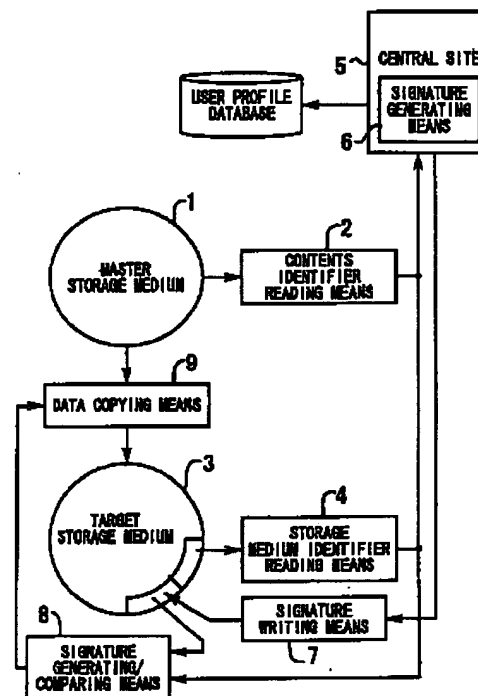 5
CENTRAL SITE
SIGNATURE
GENERATING
MEANS
6
USER PROFILE
DATABASE
1
MASTER
STORAGE MEDIUM
2
CONTENTS
IDENTIFIER
READING MEANS
9
DATA COPYING MEANS
3
TARGET
STORAGE MEDIUM
4
STORAGE
MEDIUM IDENTIFIER
READING MEANS
SIGNATURE
WRITING MEANS
7
8
SIGNATURE
GENERATING/
COMPARING MEANS